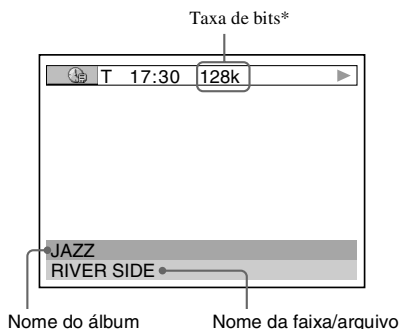 Taxa de bits*
T 17:30 128k
JAZZ
RIVER SIDE
Nome do álbum Nome da faixa/arquivo